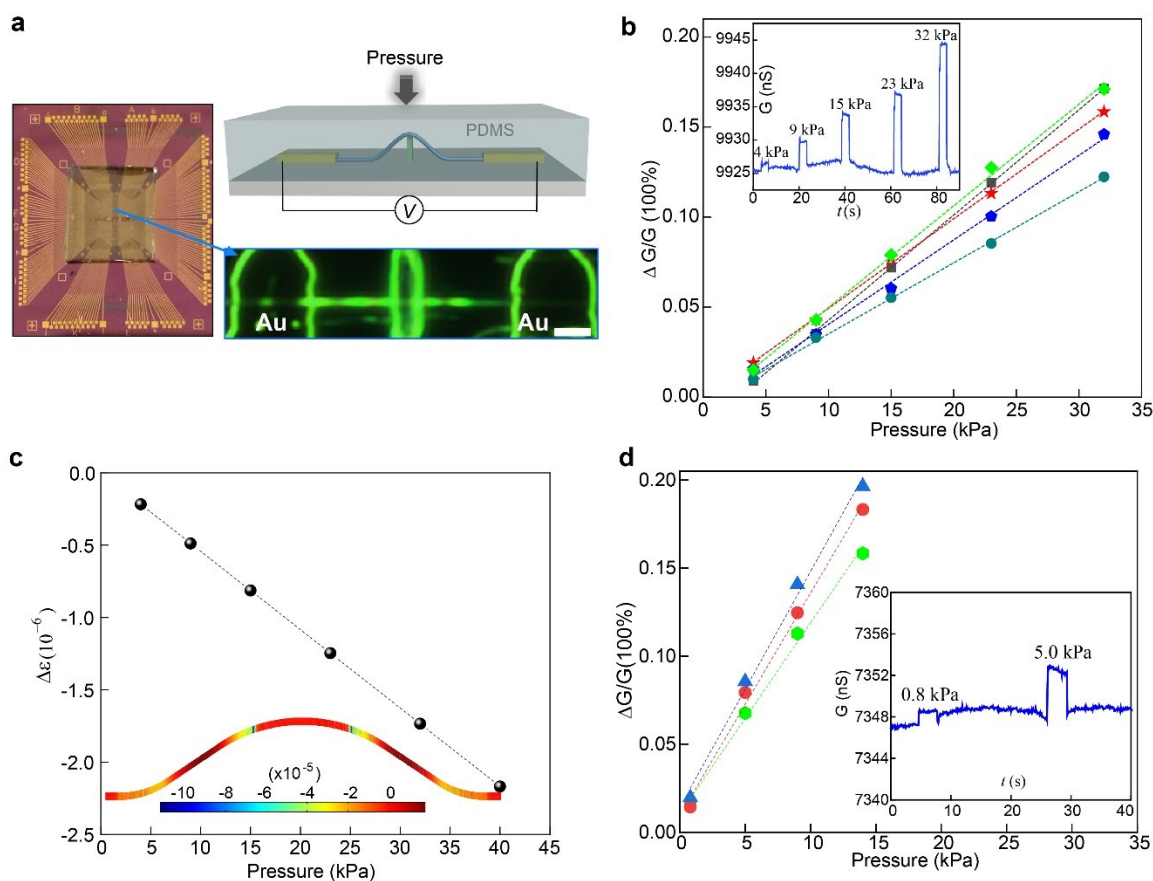 a
Pressure
PDMS
V
Au
Au
b
0.20
0.15
0.10
0.05
0.00
Δ G/G (100%)
0 5 10 15 20 25 30 35
Pressure (kPa)
9945
9940
9935
9930
9925
G (nS)
4 kPa
9 kPa
15 kPa
23 kPa
32 kPa
0 20 40 60 80
t (s)
c
0.0
-0.5
-1.0
-1.5
-2.0
-2.5
Δε(10⁻⁶)
(x10⁻⁵)
-10 -8 -6 -4 -2 0
0 5 10 15 20 25 30 35 40 45
Pressure (kPa)
d
0.20
0.15
0.10
0.05
0.00
ΔG/G(100%)
0 5 10 15 20 25 30 35
Pressure (kPa)
7360
7356
7352
7348
7344
7340
G (nS)
0.8 kPa
5.0 kPa
t (s)
0 10 20 30 40